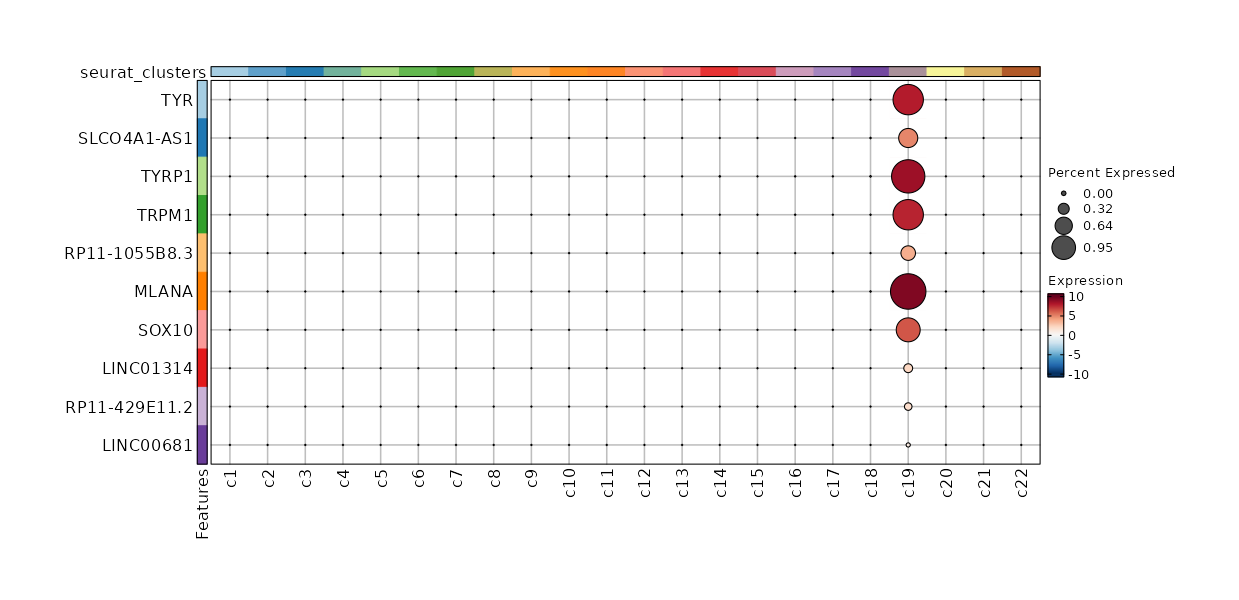 seurat_clusters
TYR
SLCO4A1-AS1
TYRP1
TRPM1
RP11-1055B8.3
MLANA
SOX10
LINC01314
RP11-429E11.2
LINC00681
Features
c1
c2
c3
c4
c5
c6
c7
c8
c9
c10
c11
c12
c13
c14
c15
c16
c17
c18
c19
c20
c21
c22
Percent Expressed
0.00
0.32
0.64
0.95
Expression
10
5
0
-5
-10